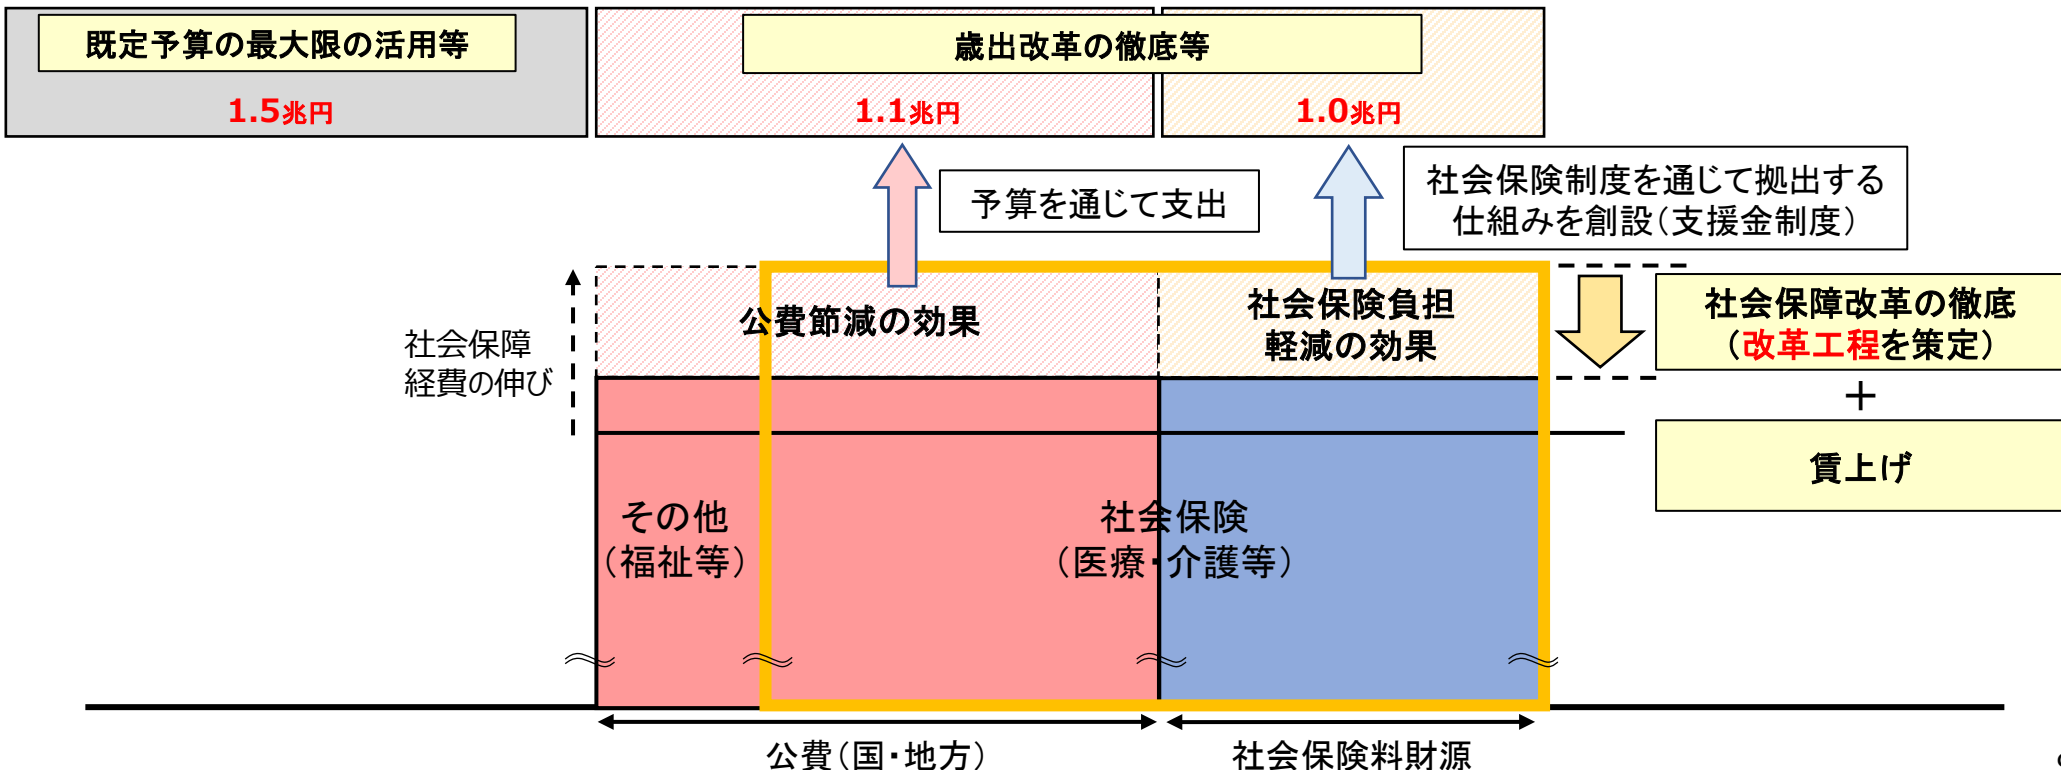 既定予算の最大限の活用等
1.5兆円
歳出改革の徹底等
1.1兆円
1.0兆円
予算を通じて支出
社会保険制度を通じて拠出する
仕組みを創設（支援金制度）
社会保障
経費の伸び
公費節減の効果
社会保険負担
軽減の効果
社会保障改革の徹底
（改革工程を策定）
＋
賃上げ
その他
（福祉等）
社会保険
（医療・介護等）
公費（国・地方）
社会保険料財源